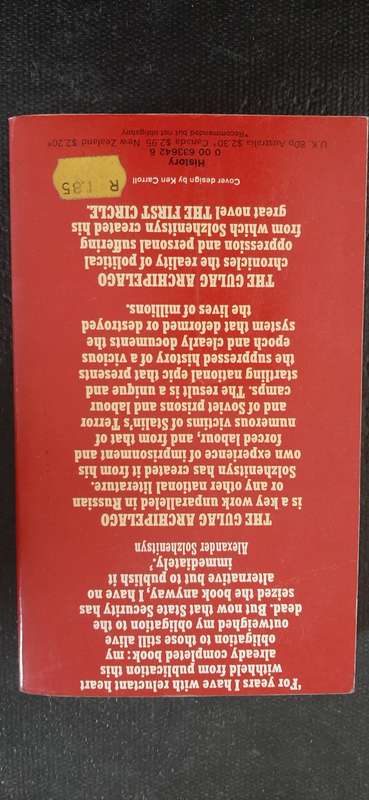 'For years I have with reluctant heart
withheld from publication this
already completed book: my
obligation to those still alive
outweighed my obligation to the
dead. But now that State Security has
seized the book anyway, I have no
alternative but to publish it
immediately.'
Alexander Solzhenitsyn
THE GULAG ARCHIPELAGO
is a key work unparalleled in Russian
or any other national literature.
Solzhenitsyn has created it from his
own experience of imprisonment and
forced labour, and from that of
numerous victims of Stalin's Terror
and of Soviet prisons and labour
camps. The result is a unique and
startling national epic that presents
the suppressed history of a vicious
epoch and clearly documents the
system that deformed or destroyed
the lives of millions.
THE GULAG ARCHIPELAGO
chronicles the reality of political
oppression and personal suffering
from which Solzhenitsyn created his
great novel THE FIRST CIRCLE.
Cover design by Ken Carroll
R 1.85
History
0 00 633642 6
U.K. 80p Australia $2.30* Canada $2.95 New Zealand $2.20*
*Recommended but not obligatory